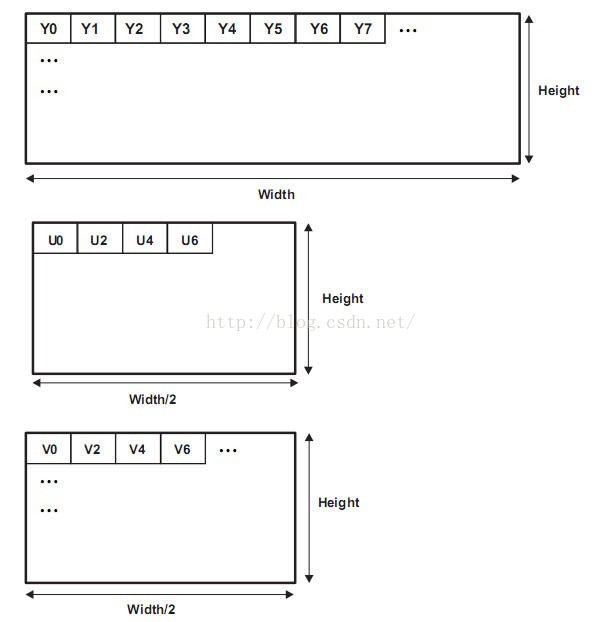 Y0 Y1 Y2 Y3 Y4 Y5 Y6 Y7 ...
...
...
Height
Width
U0 U2 U4 U6
Height
http://blog.csdn.net/
Width/2
V0 V2 V4 V6 ...
...
...
Height
Width/2